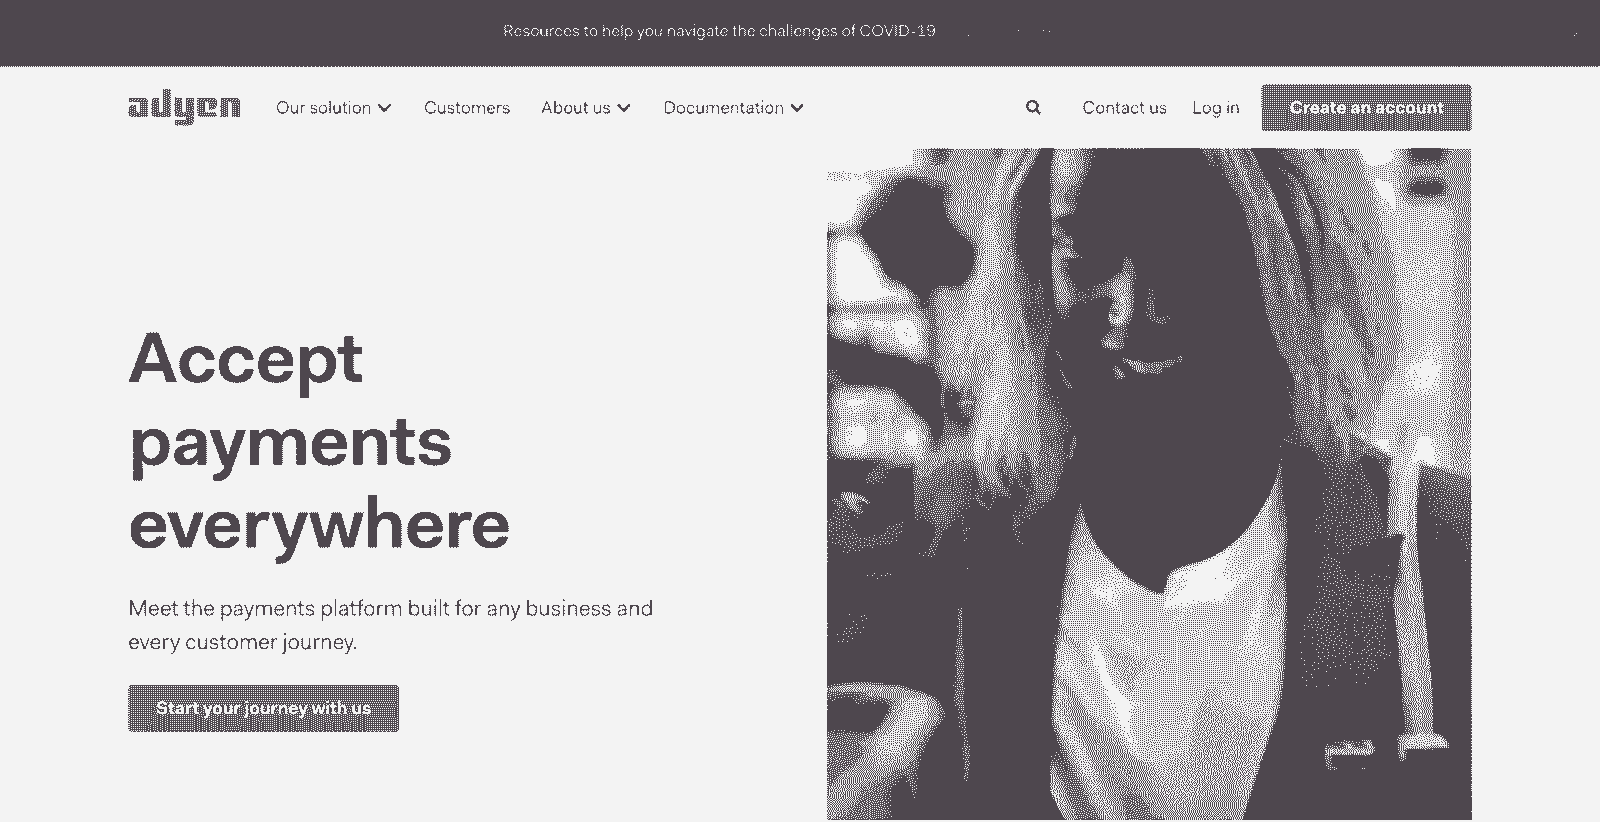 Resources to help you navigate the challenges of COVID-19
adyen
Our solution
Customers
About us
Documentation
Contact us
Log in
Create an account
Accept
payments
everywhere
Meet the payments platform built for any business and
every customer journey.
Start your journey with us